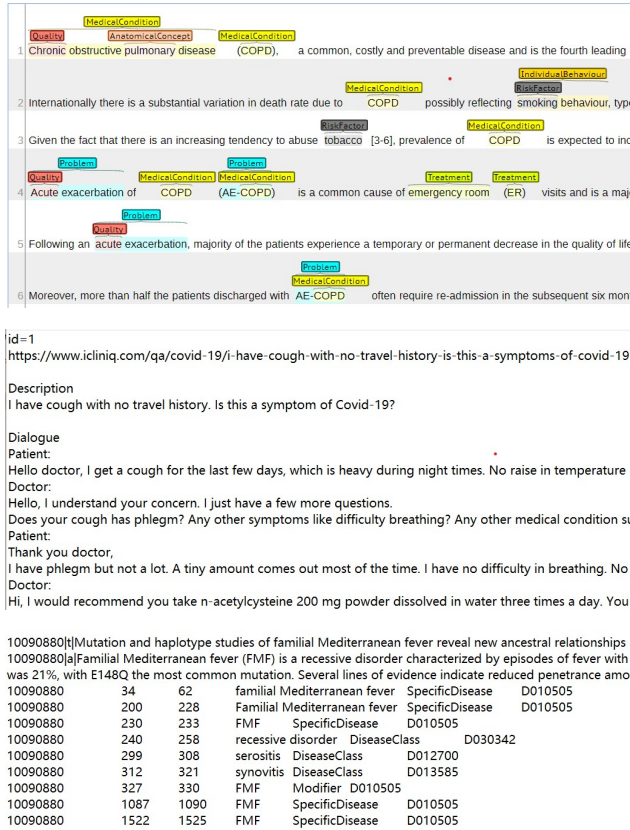 MedicalCondition
Quality AnatomicalConcept MedicalCondition
1 Chronic obstructive pulmonary disease (COPD), a common, costly and preventable disease and is the fourth leading
IndividualBehaviour
MedicalCondition RiskFactor
2 Internationally there is a substantial variation in death rate due to COPD possibly reflecting smoking behaviour, typ
RiskFactor MedicalCondition
3 Given the fact that there is an increasing tendency to abuse tobacco [3-6], prevalence of COPD is expected to inc
Problem Problem
Quality MedicalCondition MedicalCondition Treatment Treatment
4 Acute exacerbation of COPD (AE-COPD) is a common cause of emergency room (ER) visits and is a maj
Problem
Quality
5 Following an acute exacerbation, majority of the patients experience a temporary or permanent decrease in the quality of life
Problem
MedicalCondition
6 Moreover, more than half the patients discharged with AE-COPD often require re-admission in the subsequent six mon
id=1
https://www.icliniq.com/qa/covid-19/i-have-cough-with-no-travel-history-is-this-a-symptoms-of-covid-19
Description
I have cough with no travel history. Is this a symptom of Covid-19?
Dialogue
Patient:
Hello doctor, I get a cough for the last few days, which is heavy during night times. No raise in temperature
Doctor:
Hello, I understand your concern. I just have a few more questions.
Does your cough has phlegm? Any other symptoms like difficulty breathing? Any other medical condition su
Patient:
Thank you doctor,
I have phlegm but not a lot. A tiny amount comes out most of the time. I have no difficulty in breathing. No
Doctor:
Hi, I would recommend you take n-acetylcysteine 200 mg powder dissolved in water three times a day. You
10090880|t|Mutation and haplotype studies of familial Mediterranean fever reveal new ancestral relationships
10090880|a|Familial Mediterranean fever (FMF) is a recessive disorder characterized by episodes of fever with
was 21%, with E148Q the most common mutation. Several lines of evidence indicate reduced penetrance amo
10090880 34 62 familial Mediterranean fever SpecificDisease D010505
10090880 200 228 Familial Mediterranean fever SpecificDisease D010505
10090880 230 233 FMF SpecificDisease D010505
10090880 240 258 recessive disorder DiseaseClass D030342
10090880 299 308 serositis DiseaseClass D012700
10090880 312 321 synovitis DiseaseClass D013585
10090880 327 330 FMF Modifier D010505
10090880 1087 1090 FMF SpecificDisease D010505
10090880 1522 1525 FMF SpecificDisease D010505